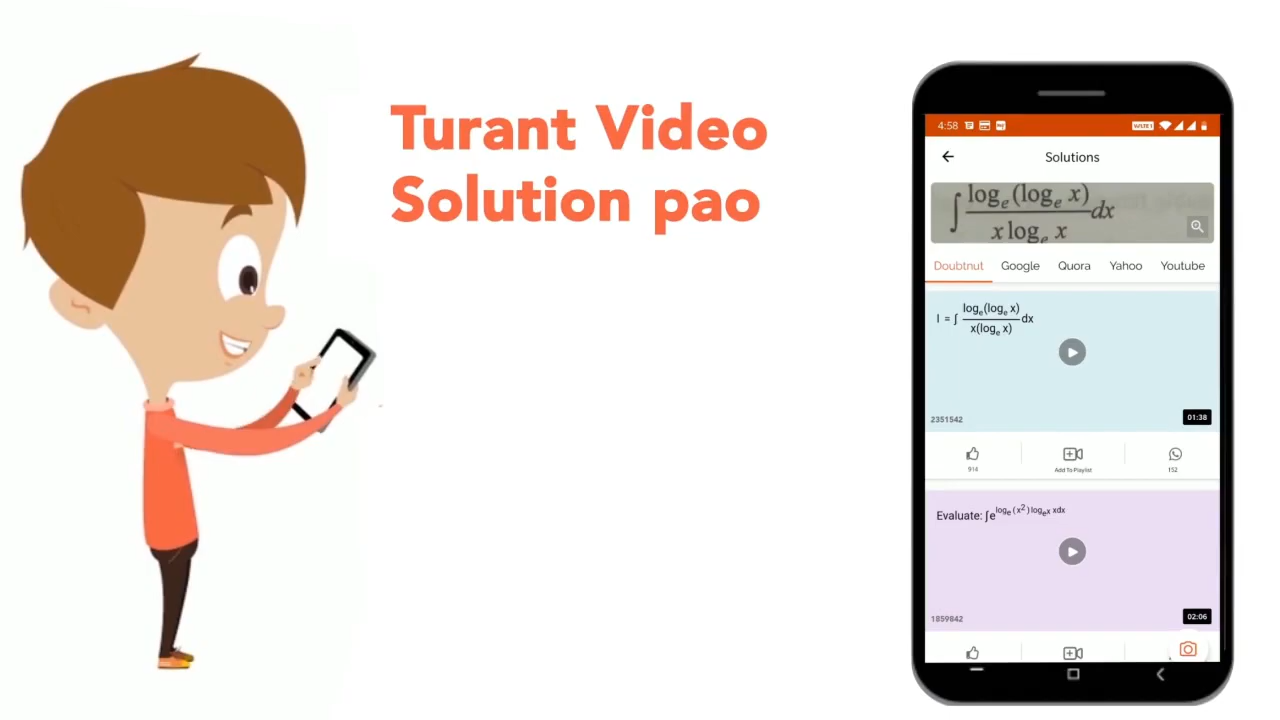 Turant Video
Solution pao
4:58
VoLTE1
Solutions
∫ logₑ(logₑ x) / x logₑ x dx
Doubtnut Google Quora Yahoo Youtube
I = ∫ logₑ(logₑ x) / x(logₑ x) dx
2351542 01:38
914 Add To Playlist 152
Evaluate: ∫e^logₑ(x²)logₑx xdx
1859842 02:06